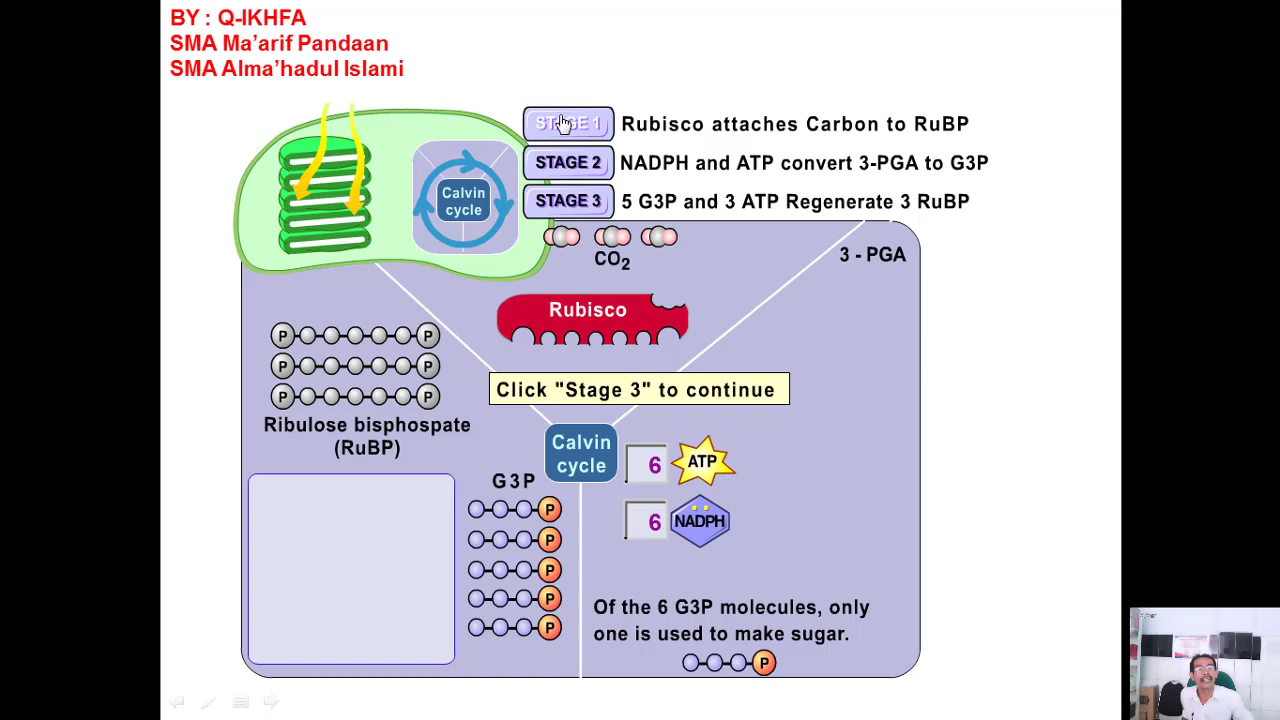 BY : Q-IKHFA
SMA Ma’arif Pandaan
SMA Alma’hadul Islami
STAGE 1 Rubisco attaches Carbon to RuBP
STAGE 2 NADPH and ATP convert 3-PGA to G3P
STAGE 3 5 G3P and 3 ATP Regenerate 3 RuBP
Calvin
cycle
CO2
3 - PGA
Rubisco
P P
P P
P P
Ribulose bisphospate
(RuBP)
Click "Stage 3" to continue
Calvin
cycle
6 ATP
6 NADPH
G3P
P
P
P
P
P
Of the 6 G3P molecules, only
one is used to make sugar.
P